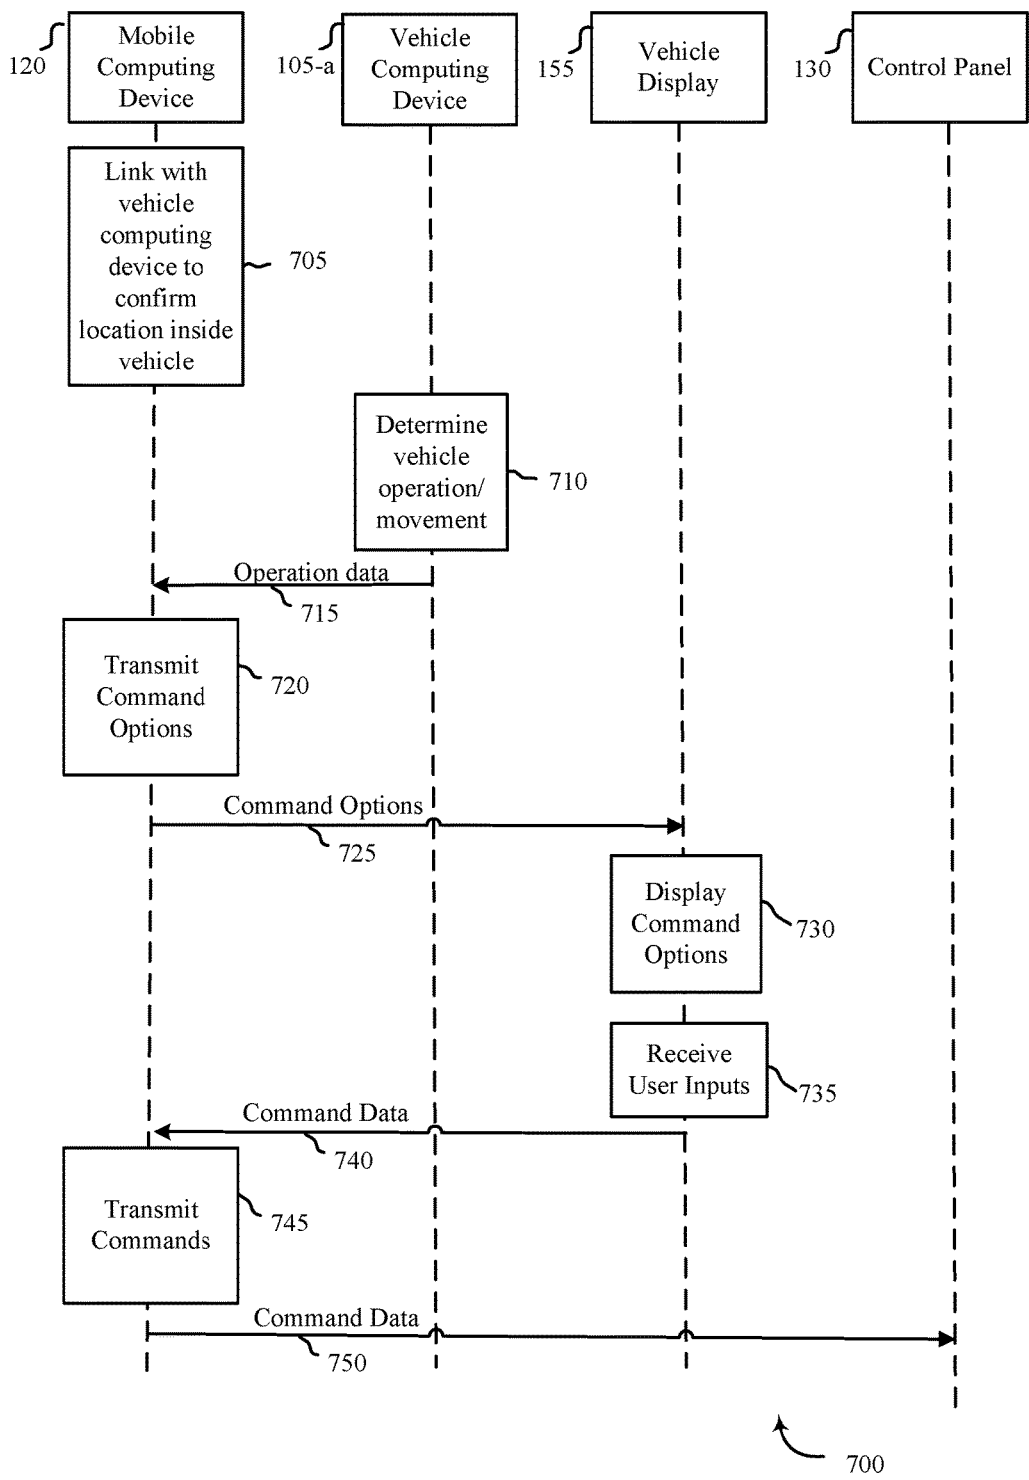 120
Mobile
Computing
Device
105-a
Vehicle
Computing
Device
155
Vehicle
Display
130
Control Panel
Link with
vehicle
computing
device to
confirm
location inside
vehicle
705
Determine
vehicle
operation/
movement
710
Operation data
715
Transmit
Command
Options
720
Command Options
725
Display
Command
Options
730
Receive
User Inputs
735
Command Data
740
Transmit
Commands
745
Command Data
750
700